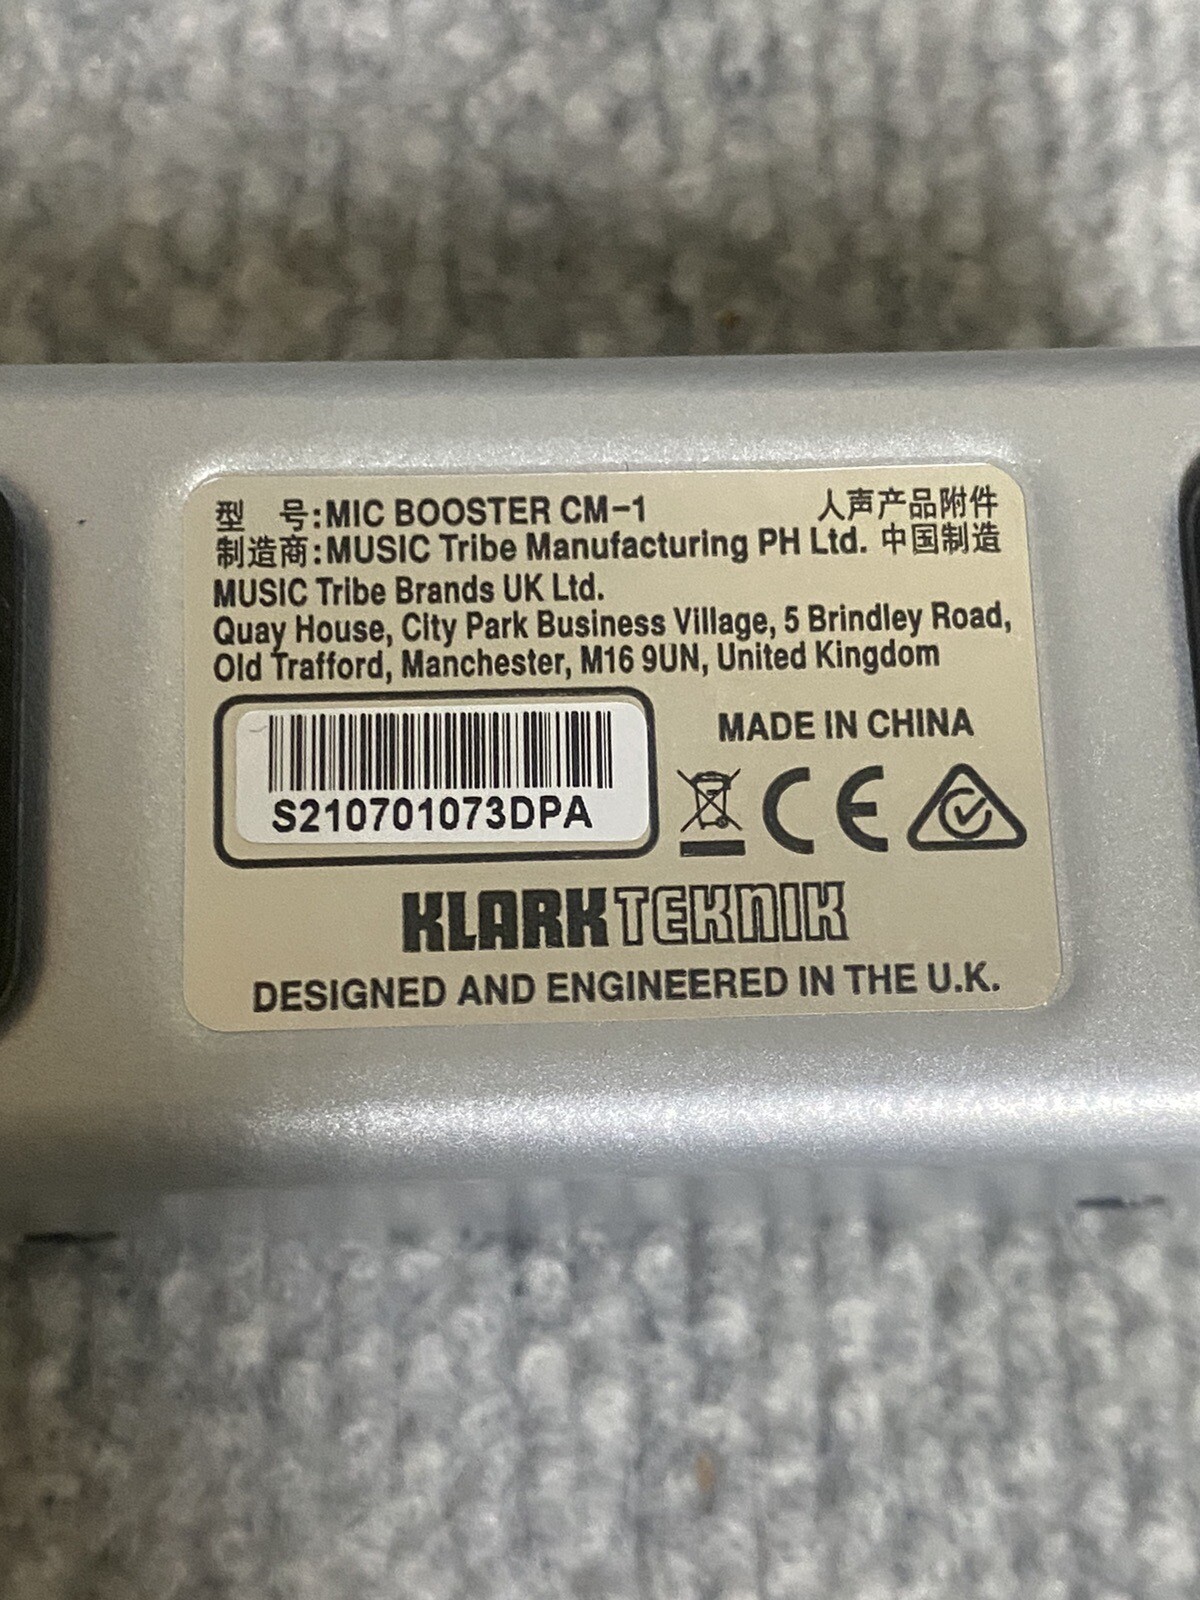 型 号:MIC BOOSTER CM-1 人声产品附件
制造商:MUSIC Tribe Manufacturing PH Ltd. 中国制造
MUSIC Tribe Brands UK Ltd.
Quay House, City Park Business Village, 5 Brindley Road,
Old Trafford, Manchester, M16 9UN, United Kingdom
MADE IN CHINA
S210701073DPA
CE
KLARK TEKNIK
DESIGNED AND ENGINEERED IN THE U.K.